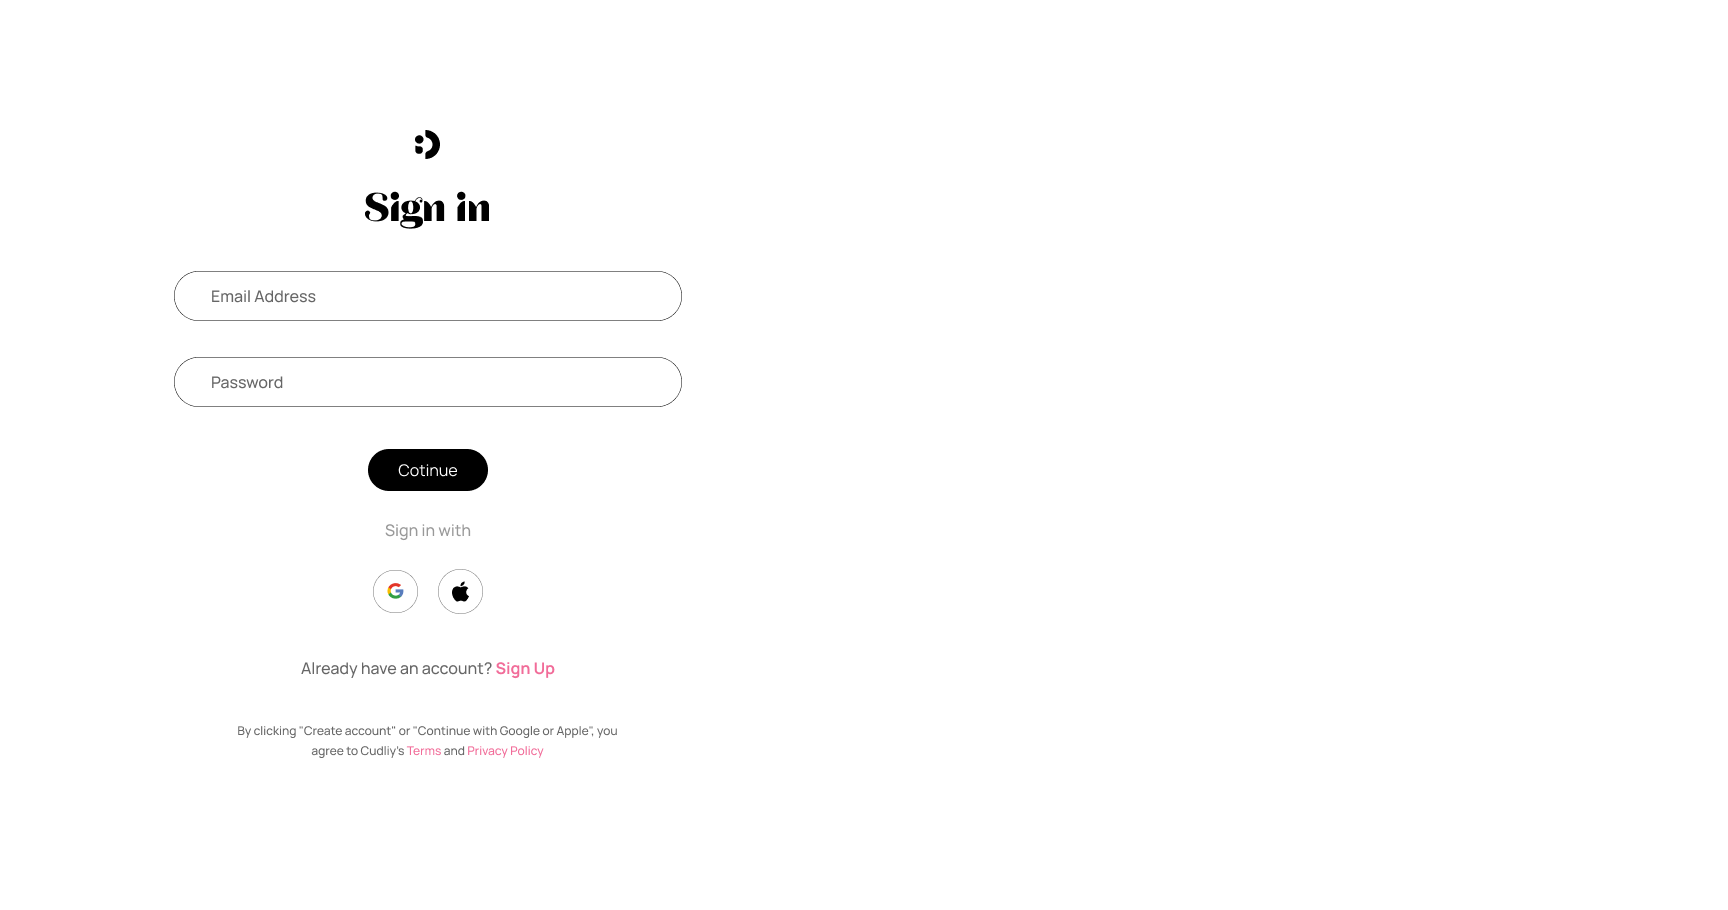 Sign in
Email Address
Password
Cotinue
Sign in with
Already have an account? Sign Up
By clicking "Create account" or "Continue with Google or Apple", you
agree to Cudliy's Terms and Privacy Policy